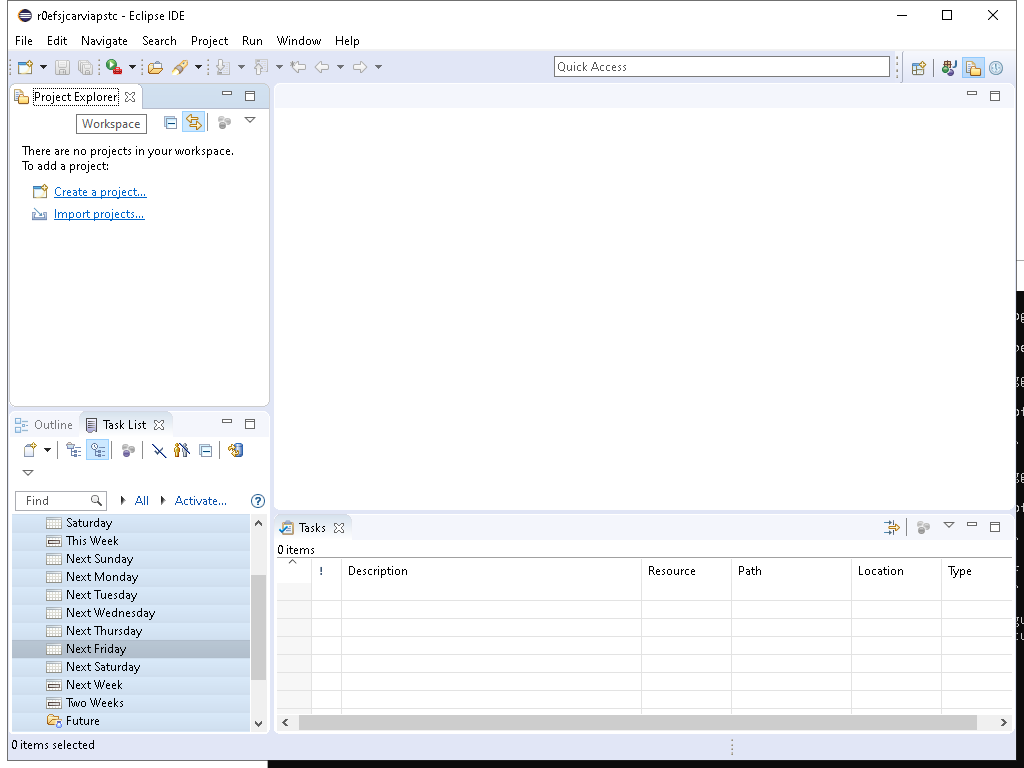 r0efsjcarviapstc - Eclipse IDE
File Edit Navigate Search Project Run Window Help
Quick Access
Project Explorer
Workspace
There are no projects in your workspace.
To add a project:
Create a project...
Import projects...
Outline Task List
Find All Activate...
Saturday
This Week
Next Sunday
Next Monday
Next Tuesday
Next Wednesday
Next Thursday
Next Friday
Next Saturday
Next Week
Two Weeks
Future
Tasks
0 items
! Description Resource Path Location Type
0 items selected